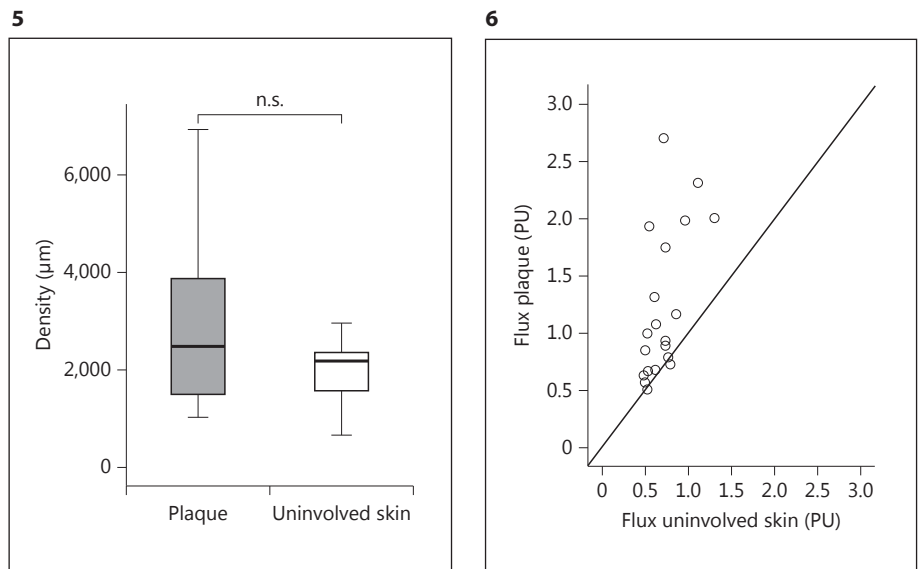 5
n.s.
6,000
4,000
2,000
0
Density (μm)
Plaque
Uninvolved skin
6
3.0
2.5
2.0
1.5
1.0
0.5
0
Flux plaque (PU)
0 0.5 1.0 1.5 2.0 2.5 3.0
Flux uninvolved skin (PU)